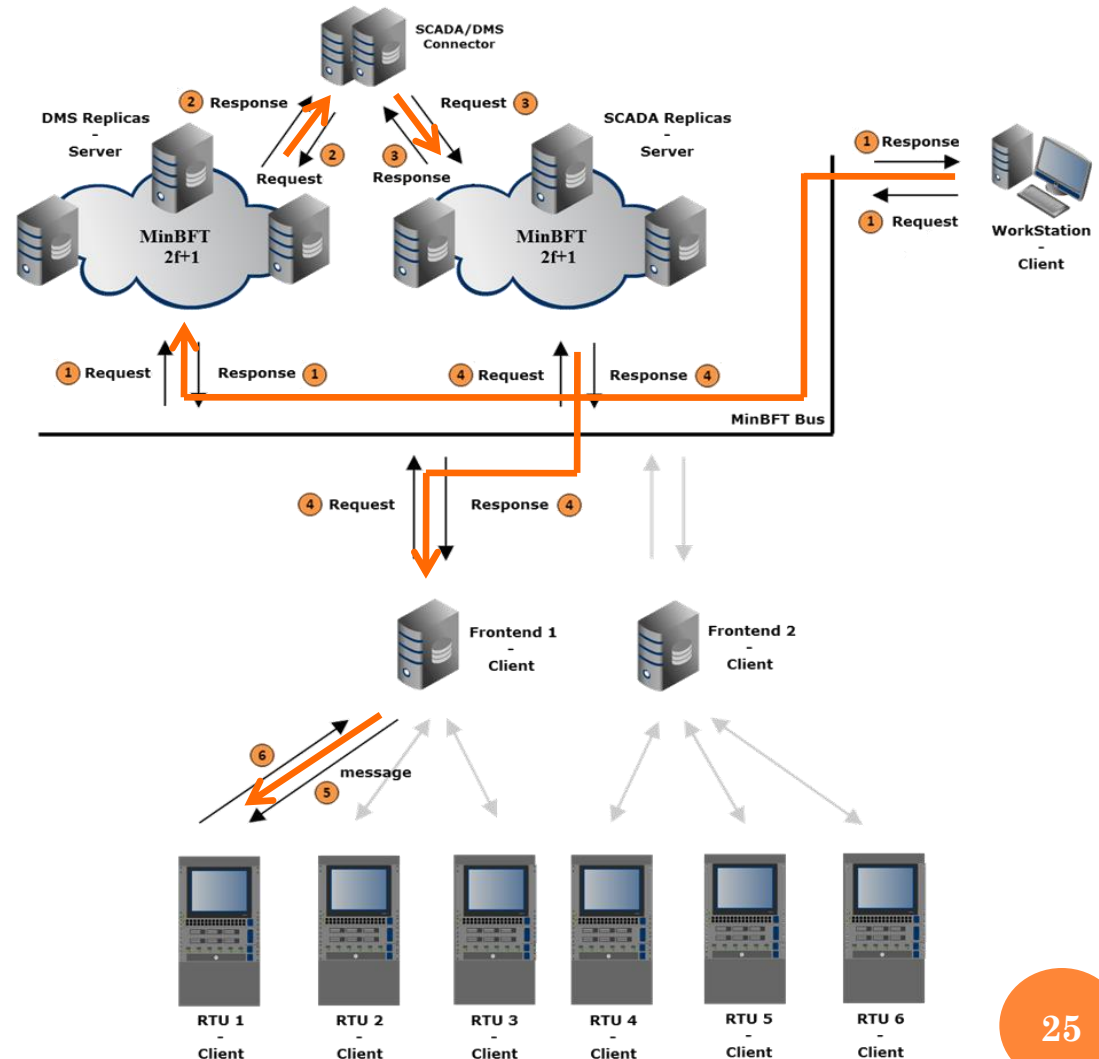 SCADA/DMS
Connector
2 Response
Request 3
DMS Replicas
-
Server
SCADA Replicas
-
Server
2
Request
3
Response
1 Response
1 Request
WorkStation
-
Client
MinBFT
2f+1
MinBFT
2f+1
1 Request
Response 1
4 Request
Response 4
MinBFT Bus
4 Request
Response 4
Frontend 1
-
Client
Frontend 2
-
Client
6
message
5
RTU 1
-
Client
RTU 2
-
Client
RTU 3
-
Client
RTU 4
-
Client
RTU 5
-
Client
RTU 6
-
Client
25